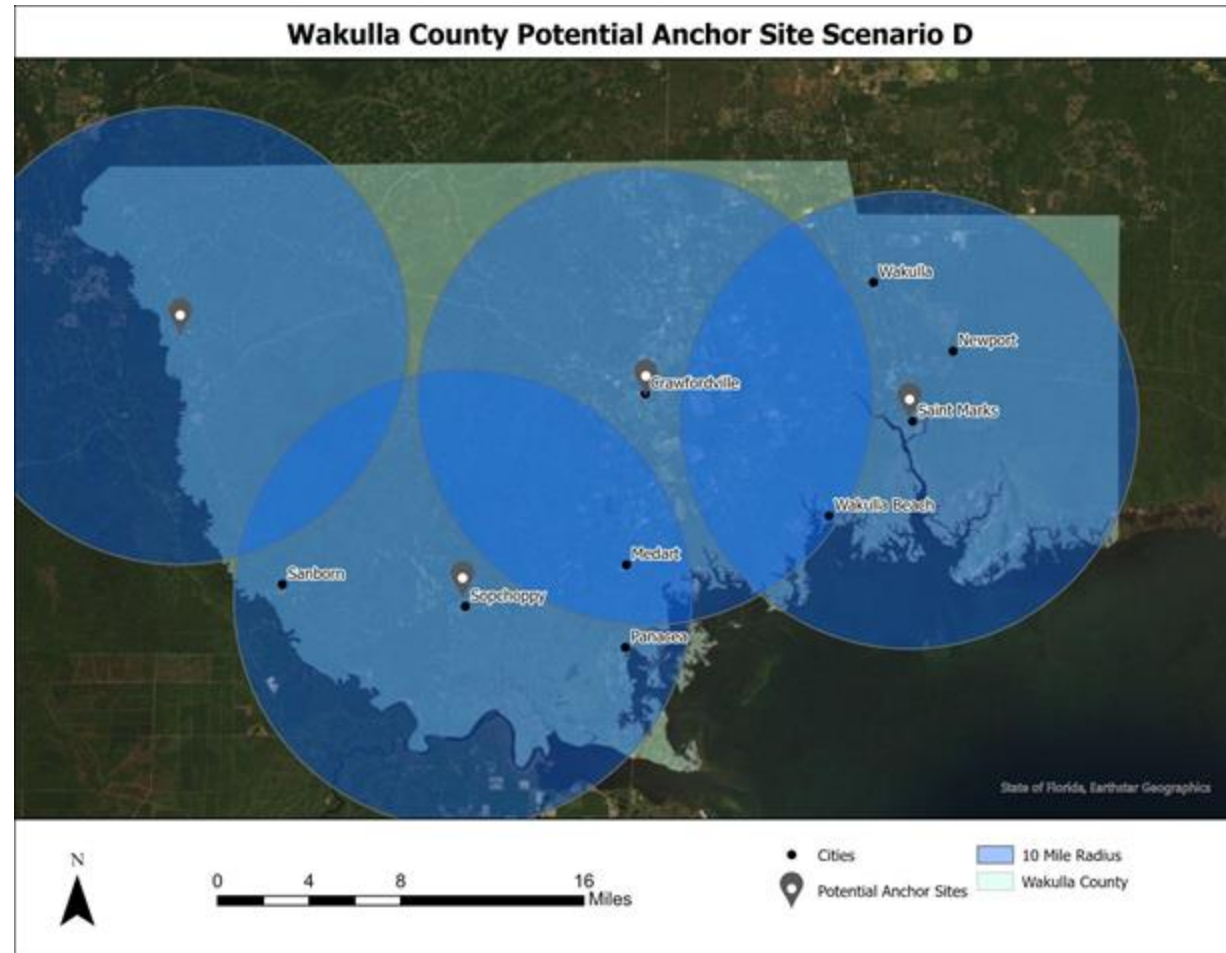 Wakulla County Potential Anchor Site Scenario D
Wakulla
Newport
Crawfordville
Saint Marks
Wakulla Beach
Medart
Sanborn
Sopchoppy
Panacea
State of Florida, Earthstar Geographics
N
0 4 8 16
Miles
Cities
Potential Anchor Sites
10 Mile Radius
Wakulla County